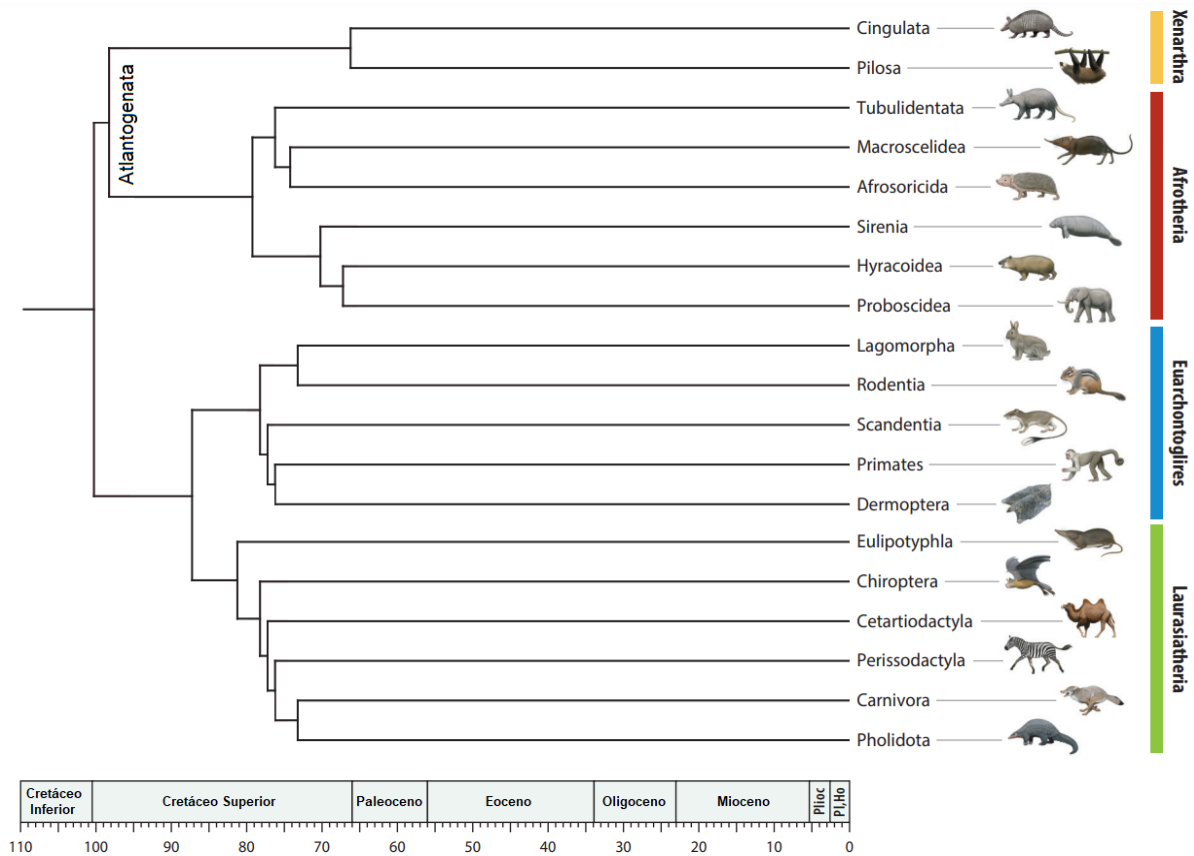 Cingulata
Pilosa
Tubulidentata
Macroscelidea
Afrosoricida
Sirenia
Hyracoidea
Proboscidea
Lagomorpha
Rodentia
Scandentia
Primates
Dermoptera
Eulipotyphla
Chiroptera
Cetartiodactyla
Perissodactyla
Carnivora
Pholidota
Atlantogenata
Xenarthra
Afrotheria
Euarchontoglires
Laurasiatheria
Cretáceo
Inferior
Cretáceo Superior
Paleoceno
Eoceno
Oligoceno
Mioceno
Plioc
Pl,Ho
110 100 90 80 70 60 50 40 30 20 10 0